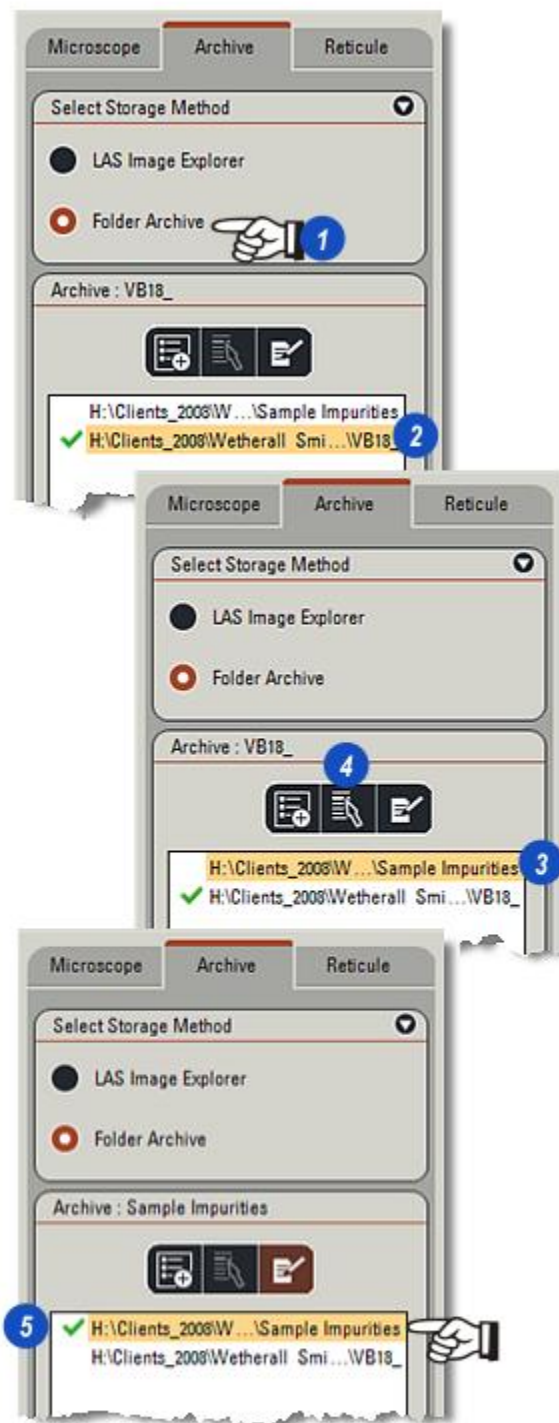 Microscope Archive Reticule
Select Storage Method
LAS Image Explorer
Folder Archive
1
Archive : VB18_
H:\Clients_2008\W...\Sample Impurities
H:\Clients_2008\Wetherall Smi...\VB18_
2
Microscope Archive Reticule
Select Storage Method
LAS Image Explorer
Folder Archive
Archive : VB18_
4
H:\Clients_2008\W...\Sample Impurities
3
H:\Clients_2008\Wetherall Smi...\VB18_
Microscope Archive Reticule
Select Storage Method
LAS Image Explorer
Folder Archive
Archive : Sample Impurities
5
H:\Clients_2008\W...\Sample Impurities
H:\Clients_2008\Wetherall Smi...\VB18_